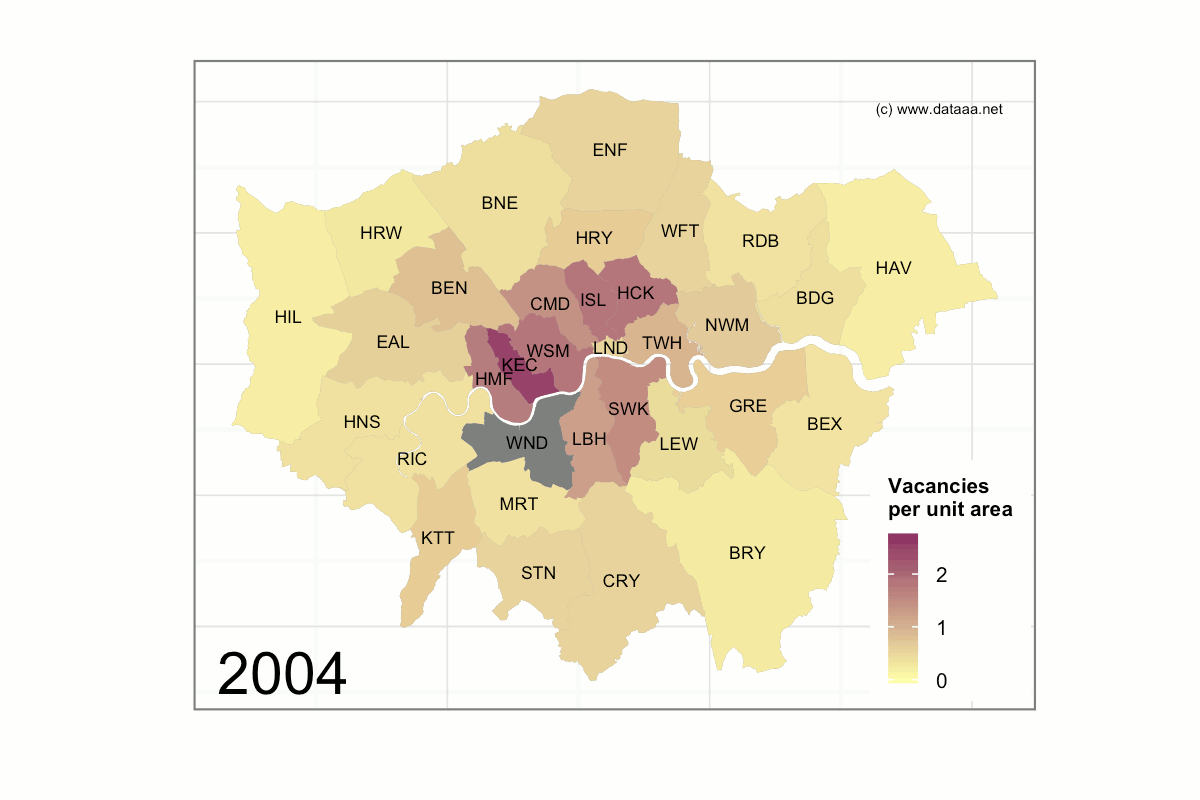 (c) www.dataaa.net
ENF
BNE
HRW
HRY
WFT
RDB
HAV
BEN
CMD
ISL
HCK
BDG
HIL
EAL
NWM
WSM
LND
TWH
KEC
HMF
HNS
SWK
GRE
BEX
RIC
WND
LBH
LEW
MRT
KTT
STN
CRY
BRY
Vacancies
per unit area
2
1
0
2004